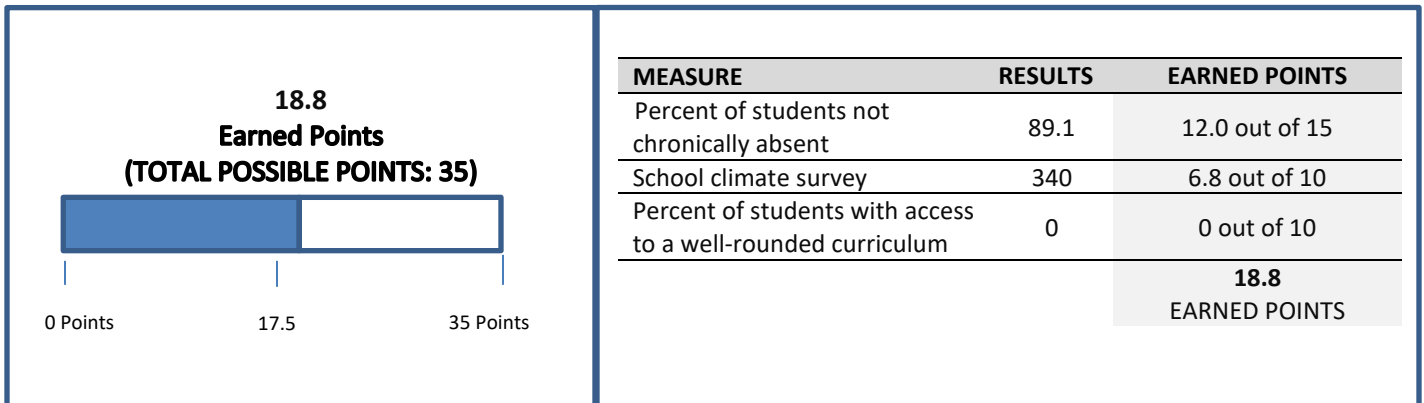 18.8
Earned Points
(TOTAL POSSIBLE POINTS: 35)
0 Points
17.5
35 Points
MEASURE RESULTS EARNED POINTS
Percent of students not
chronically absent
89.1 12.0 out of 15
School climate survey 340 6.8 out of 10
Percent of students with access
to a well-rounded curriculum
0 0 out of 10
18.8
EARNED POINTS